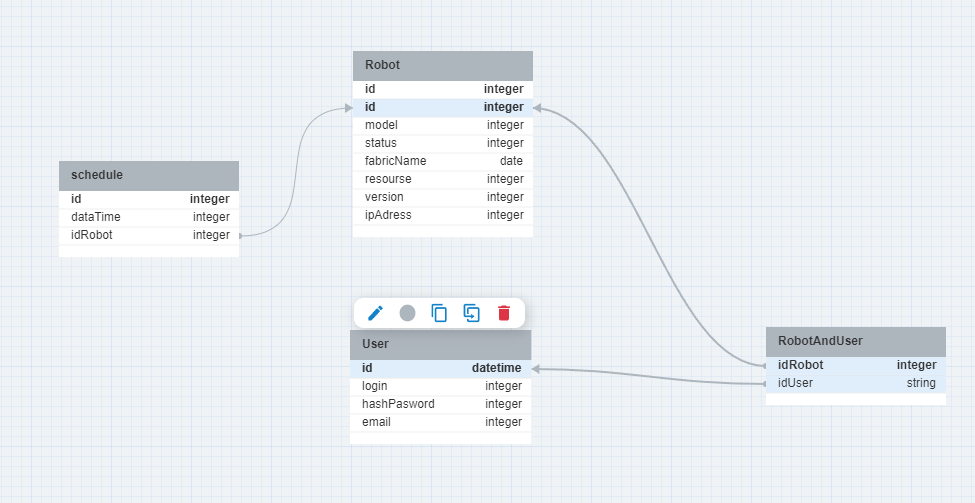 Robot
id integer
id integer
model integer
status integer
fabricName date
resourse integer
version integer
ipAdress integer
schedule
id integer
dataTime integer
idRobot integer
User
id datetime
login integer
hashPasword integer
email integer
RobotAndUser
idRobot integer
idUser string